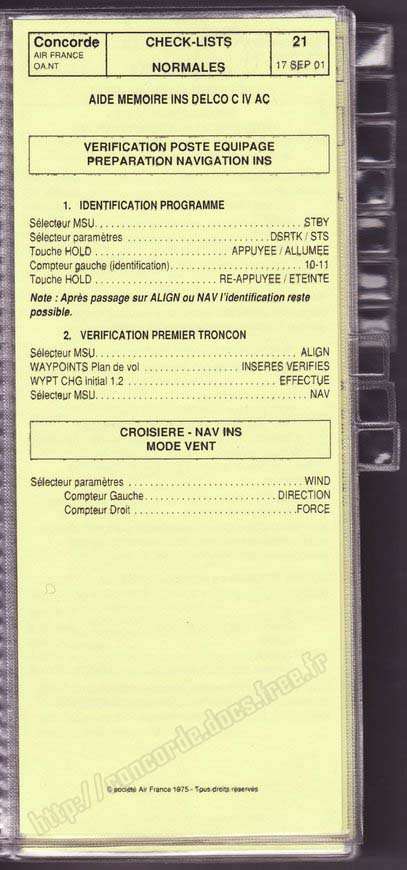 Concorde CHECK-LISTS 21
AIR FRANCE
OA.NT NORMALES 17 SEP 01
AIDE MEMOIRE INS DELCO C IV AC
VERIFICATION POSTE EQUIPAGE
PREPARATION NAVIGATION INS
1. IDENTIFICATION PROGRAMME
Sélecteur MSU. . . . . . . . . . . . . . . . . . . . STBY
Sélecteur paramètres . . . . . . . . . . . . . . . . DSRTK / STS
Touche HOLD . . . . . . . . . . . . . . . . APPUYEE / ALLUMEE
Compteur gauche (identification). . . . . . . . . . . . . . . . 10-11
Touche HOLD . . . . . . . . . . . . . . . . RE-APPUYEE / ETEINTE
Note : Après passage sur ALIGN ou NAV l'identification reste
possible.
2. VERIFICATION PREMIER TRONCON
Sélecteur MSU. . . . . . . . . . . . . . . . . . . . ALIGN
WAYPOINTS Plan de vol . . . . . . . . . . . . INSERES VERIFIES
WYPT CHG initial 1.2 . . . . . . . . . . . . . . . . EFFECTUE
Sélecteur MSU. . . . . . . . . . . . . . . . . . . . NAV
CROISIERE - NAV INS
MODE VENT
Sélecteur paramètres . . . . . . . . . . . . . . . . WIND
Compteur Gauche. . . . . . . . . . . . . . . . DIRECTION
Compteur Droit . . . . . . . . . . . . . . . . FORCE
http://concorde.docs.free.fr
© société Air France 1975 - Tous droits réservés